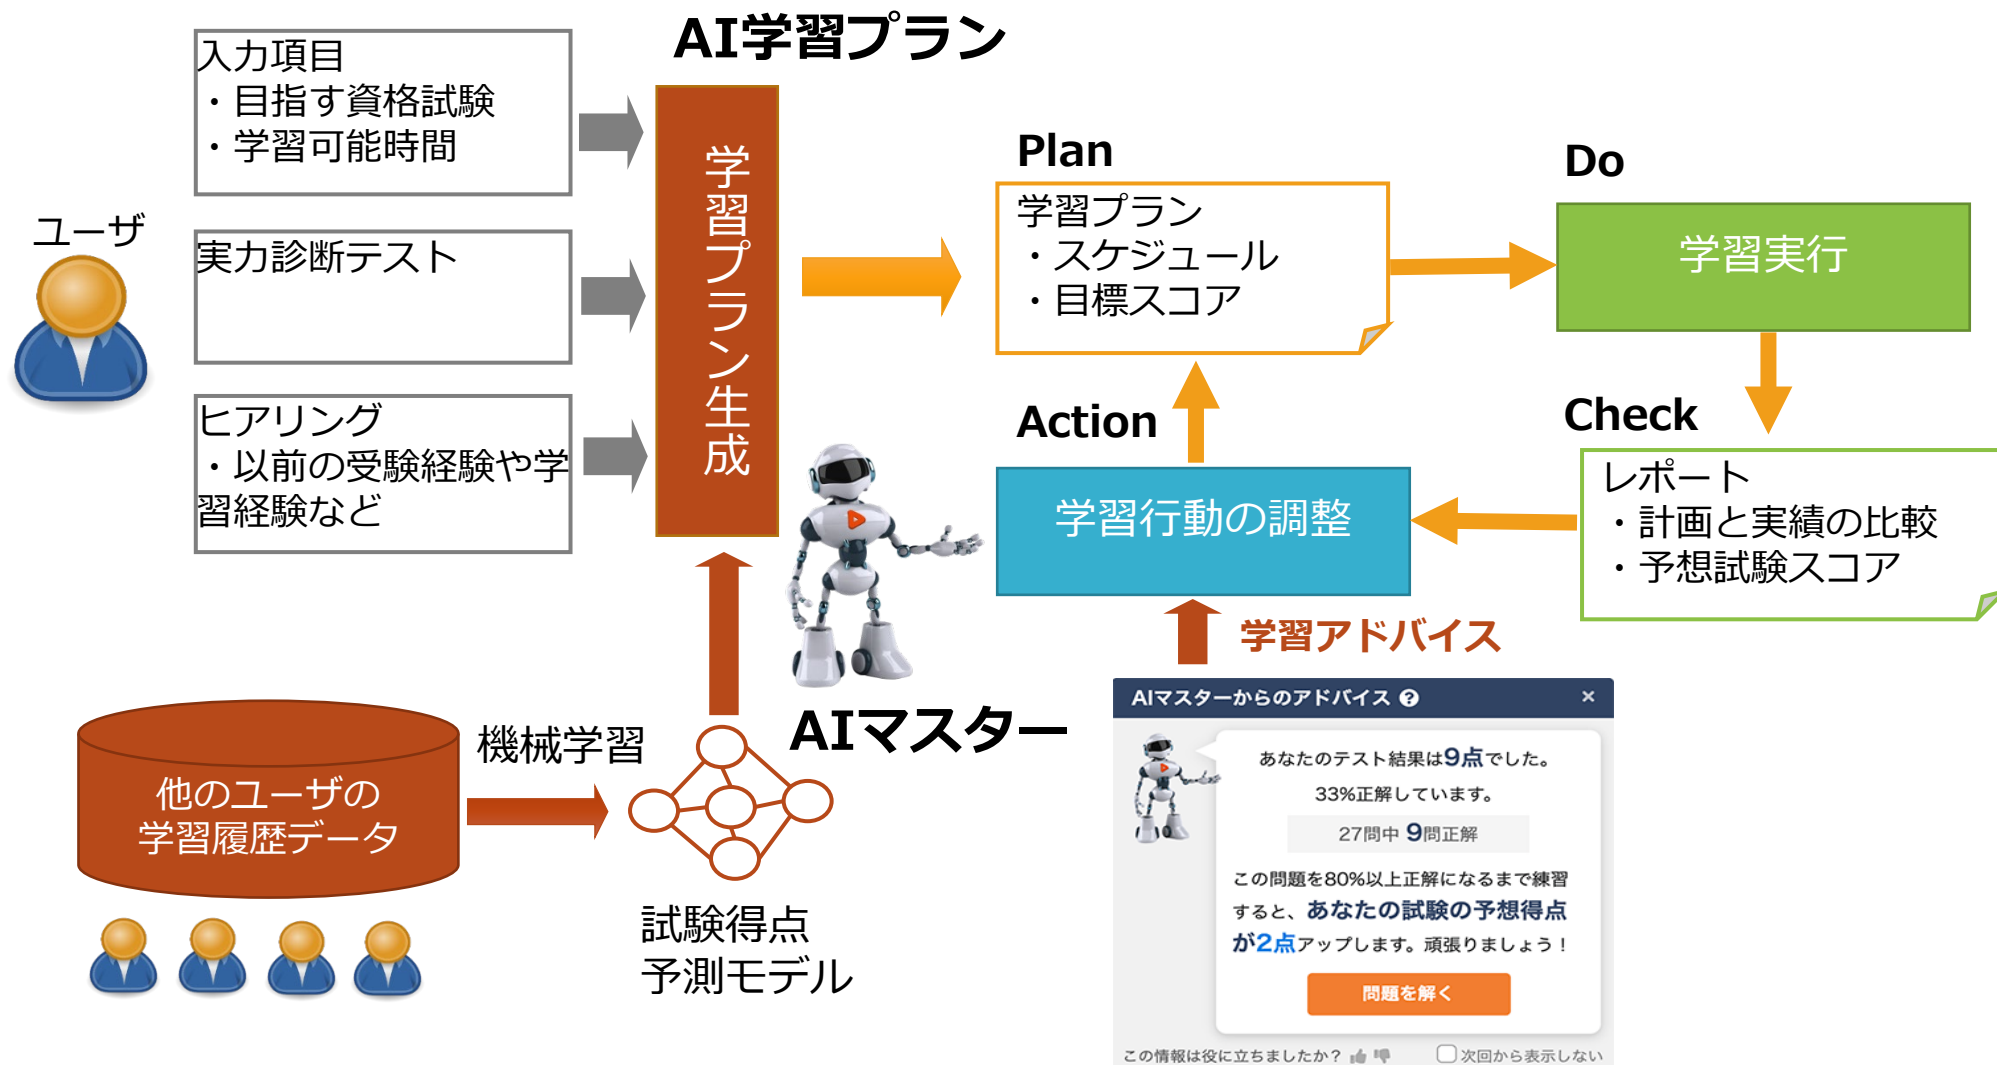 AI学習プラン
入力項目
・目指す資格試験
・学習可能時間
ユーザ
実力診断テスト
ヒアリング
・以前の受験経験や学
習経験など
学習プラン生成
Plan
学習プラン
・スケジュール
・目標スコア
Do
学習実行
Check
レポート
・計画と実績の比較
・予想試験スコア
Action
学習行動の調整
学習アドバイス
AIマスター
機械学習
他のユーザの
学習履歴データ
試験得点
予測モデル
AIマスターからのアドバイス ? ×
あなたのテスト結果は9点でした。
33%正解しています。
27問中 9問正解
この問題を80%以上正解になるまで練習
すると、あなたの試験の予想得点
が2点アップします。頑張りましょう！
問題を解く
この情報は役に立ちましたか？
次回から表示しない